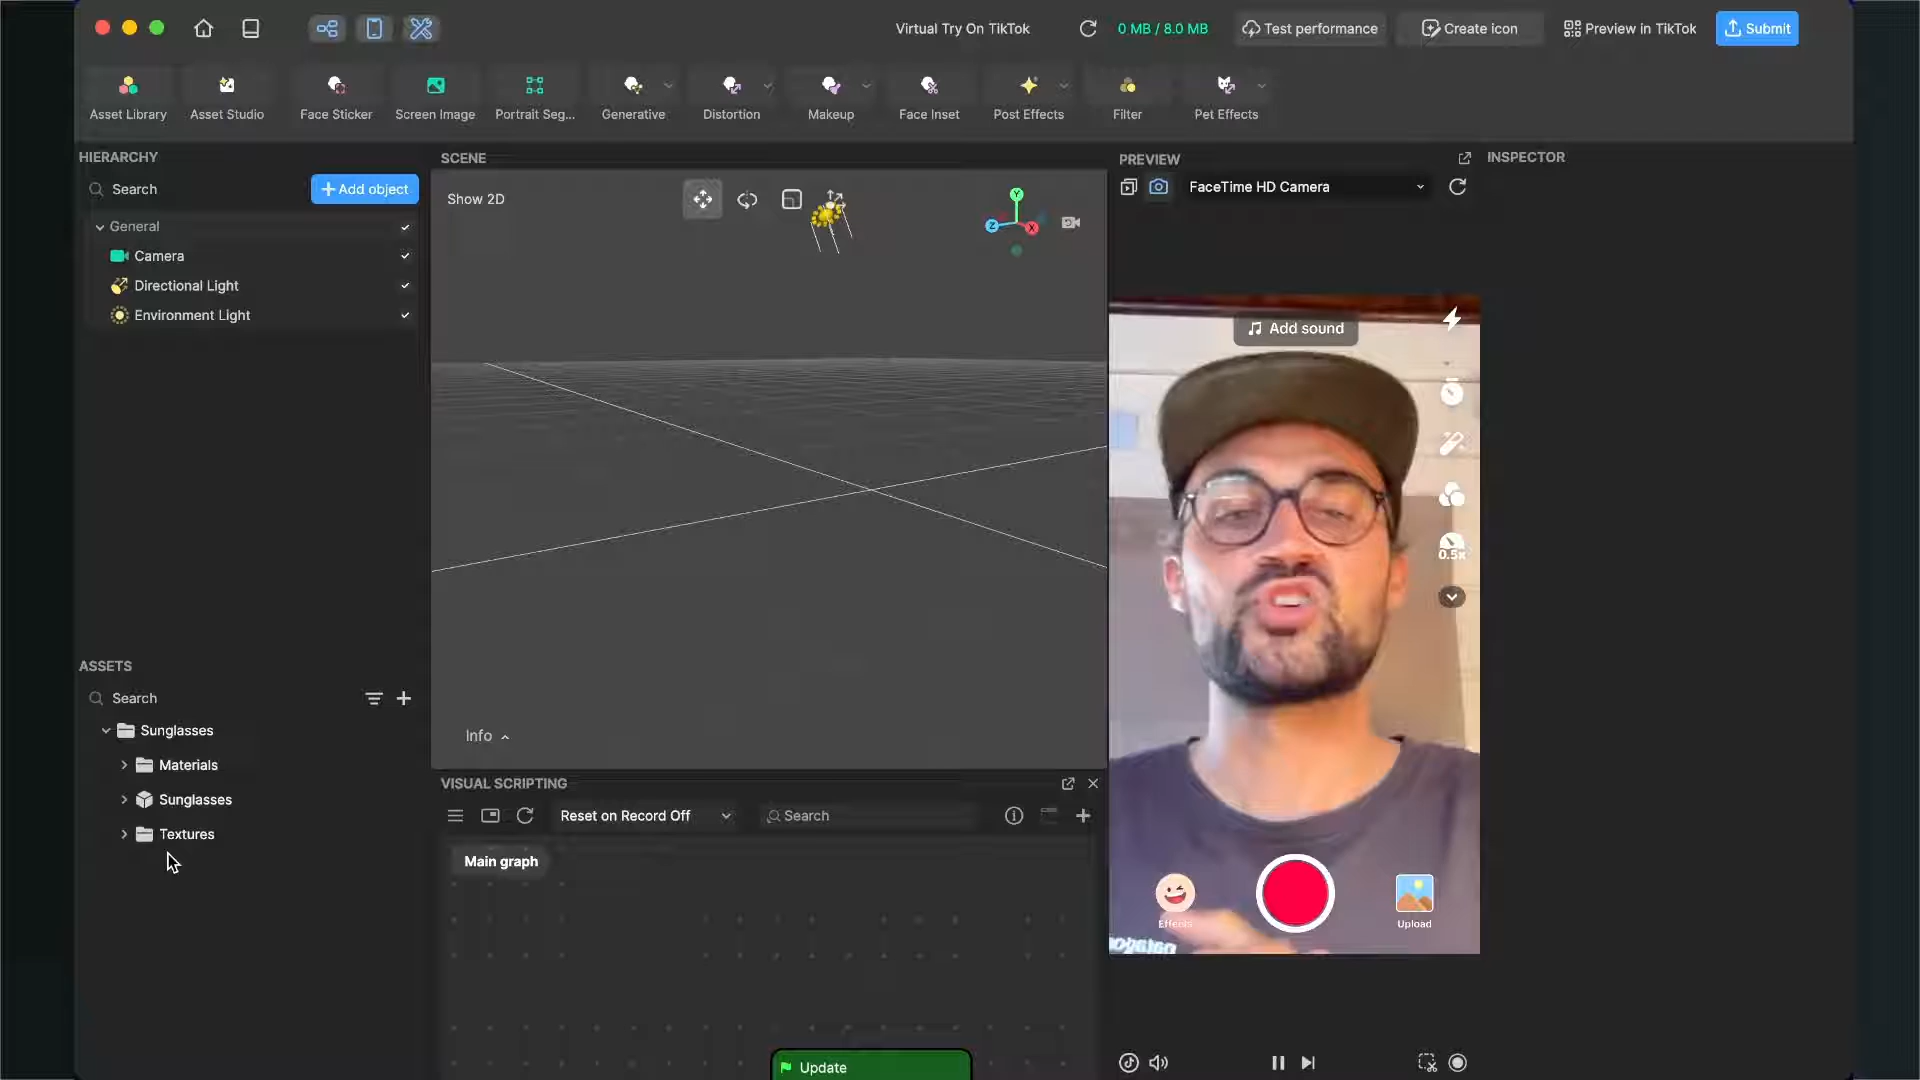 Virtual Try On TikTok
0 MB / 8.0 MB
Test performance
Create icon
Preview in TikTok
Submit
Asset Library
Asset Studio
Face Sticker
Screen Image
Portrait Seg...
Generative
Distortion
Makeup
Face Inset
Post Effects
Filter
Pet Effects
HIERARCHY
Search
Add object
General
Camera
Directional Light
Environment Light
SCENE
Show 2D
Y
Z
X
Info
PREVIEW
FaceTime HD Camera
Add sound
0.5x
Effects
Upload
INSPECTOR
ASSETS
Search
Sunglasses
Materials
Sunglasses
Textures
VISUAL SCRIPTING
Reset on Record Off
Search
Main graph
Update